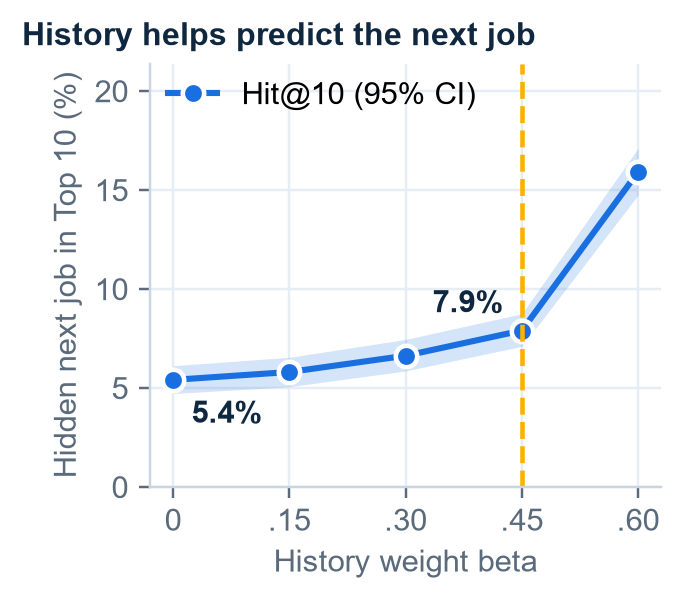 History helps predict the next job
Hidden next job in Top 10 (%)
Hit@10 (95% CI)
20
15
10
5
0
7.9%
5.4%
0 .15 .30 .45 .60
History weight beta